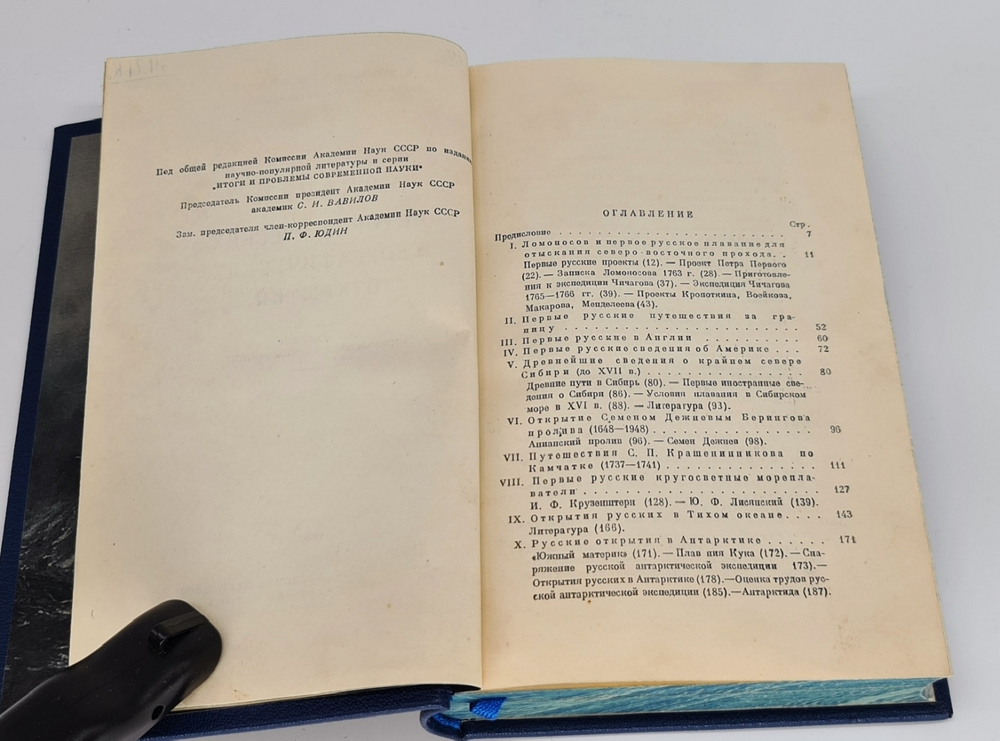 Под общей редакцией Комиссии Академии Наук СССР по
научно-популярной литературы и серии
„ИТОГИ И ПРОБЛЕМЫ СОВРЕМЕННОЙ НАУКИ“
Председатель Комиссии президент Академии Наук СССР
академик С. И. ВАВИЛОВ
Зам. председателя член-корреспондент Академии Наук СССР
П. Ф. ЮДИН
ОГЛАВЛЕНИЕ
Стр.
Предисловие . . . . . . . . . . . . . . . . . . . . . . . . 7
I. Ломоносов и первое русское плавание для
отыскания северо-восточного прохода. . 11
Первые русские проекты (12). — Проект Петра Первого
(22). — Записка Ломоносова 1763 г. (28). — Приготовле-
ния к экспедиции Чичагова (37). — Экспедиция Чичагова
1765—1766 гг. (39). — Проекты Кропоткина, Воейкова,
Макарова, Менделеева (43).
II. Первые русские путешествия за гра-
ницу . . . . . . . . . . . . . . . . . . . . . . . 52
III. Первые русские в Англии . . . . . . . . . 60
IV. Первые русские сведения об Америке . . . 72
V. Древнейшие сведения о крайнем севере
Сибири (до XVII в.) . . . . . . . . . . . . . . . 80
Древние пути в Сибирь (80). — Первые иностранные све-
дения о Сибири (86). — Условия плавания в Сибирском
море в XVI в. (88). — Литература (93).
VI. Открытие Семеном Дежневым Берингова
пролива (1648—1948) . . . . . . . . . . . . . . . 96
Анианский пролив (96). — Семен Дежнев (98).
VII. Путешествия С. П. Крашенинникова по
Камчатке (1737—1741) . . . . . . . . . . . . . . 111
VIII. Первые русские кругосветные морепла-
ватели . . . . . . . . . . . . . . . . . . . . . . 127
И. Ф. Крузенштерн (128). — Ю. Ф. Лисянский (139).
IX. Открытия русских в Тихом океане. . . . . 143
Литература (166).
X. Русские открытия в Антарктике . . . . . . 171
«Южный материк» (171). — Плав ния Кука (172). — Сна-
ряжение русской антарктической экспедиции 173).—
Открытия русских в Антарктике (178).—Оценка трудов рус-
ской антарктической экспедиции (185).—Антарктида (187).